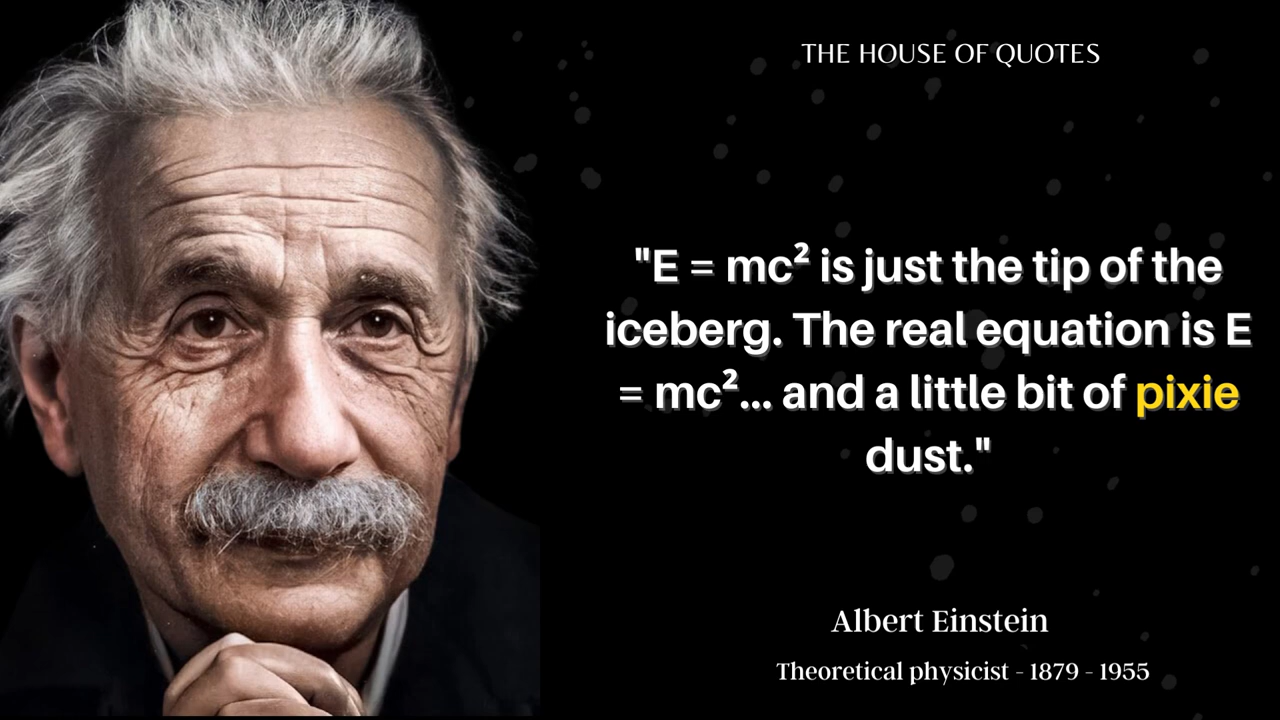 THE HOUSE OF QUOTES
"E = mc² is just the tip of the
iceberg. The real equation is E
= mc²... and a little bit of pixie
dust."
Albert Einstein
Theoretical physicist - 1879 - 1955